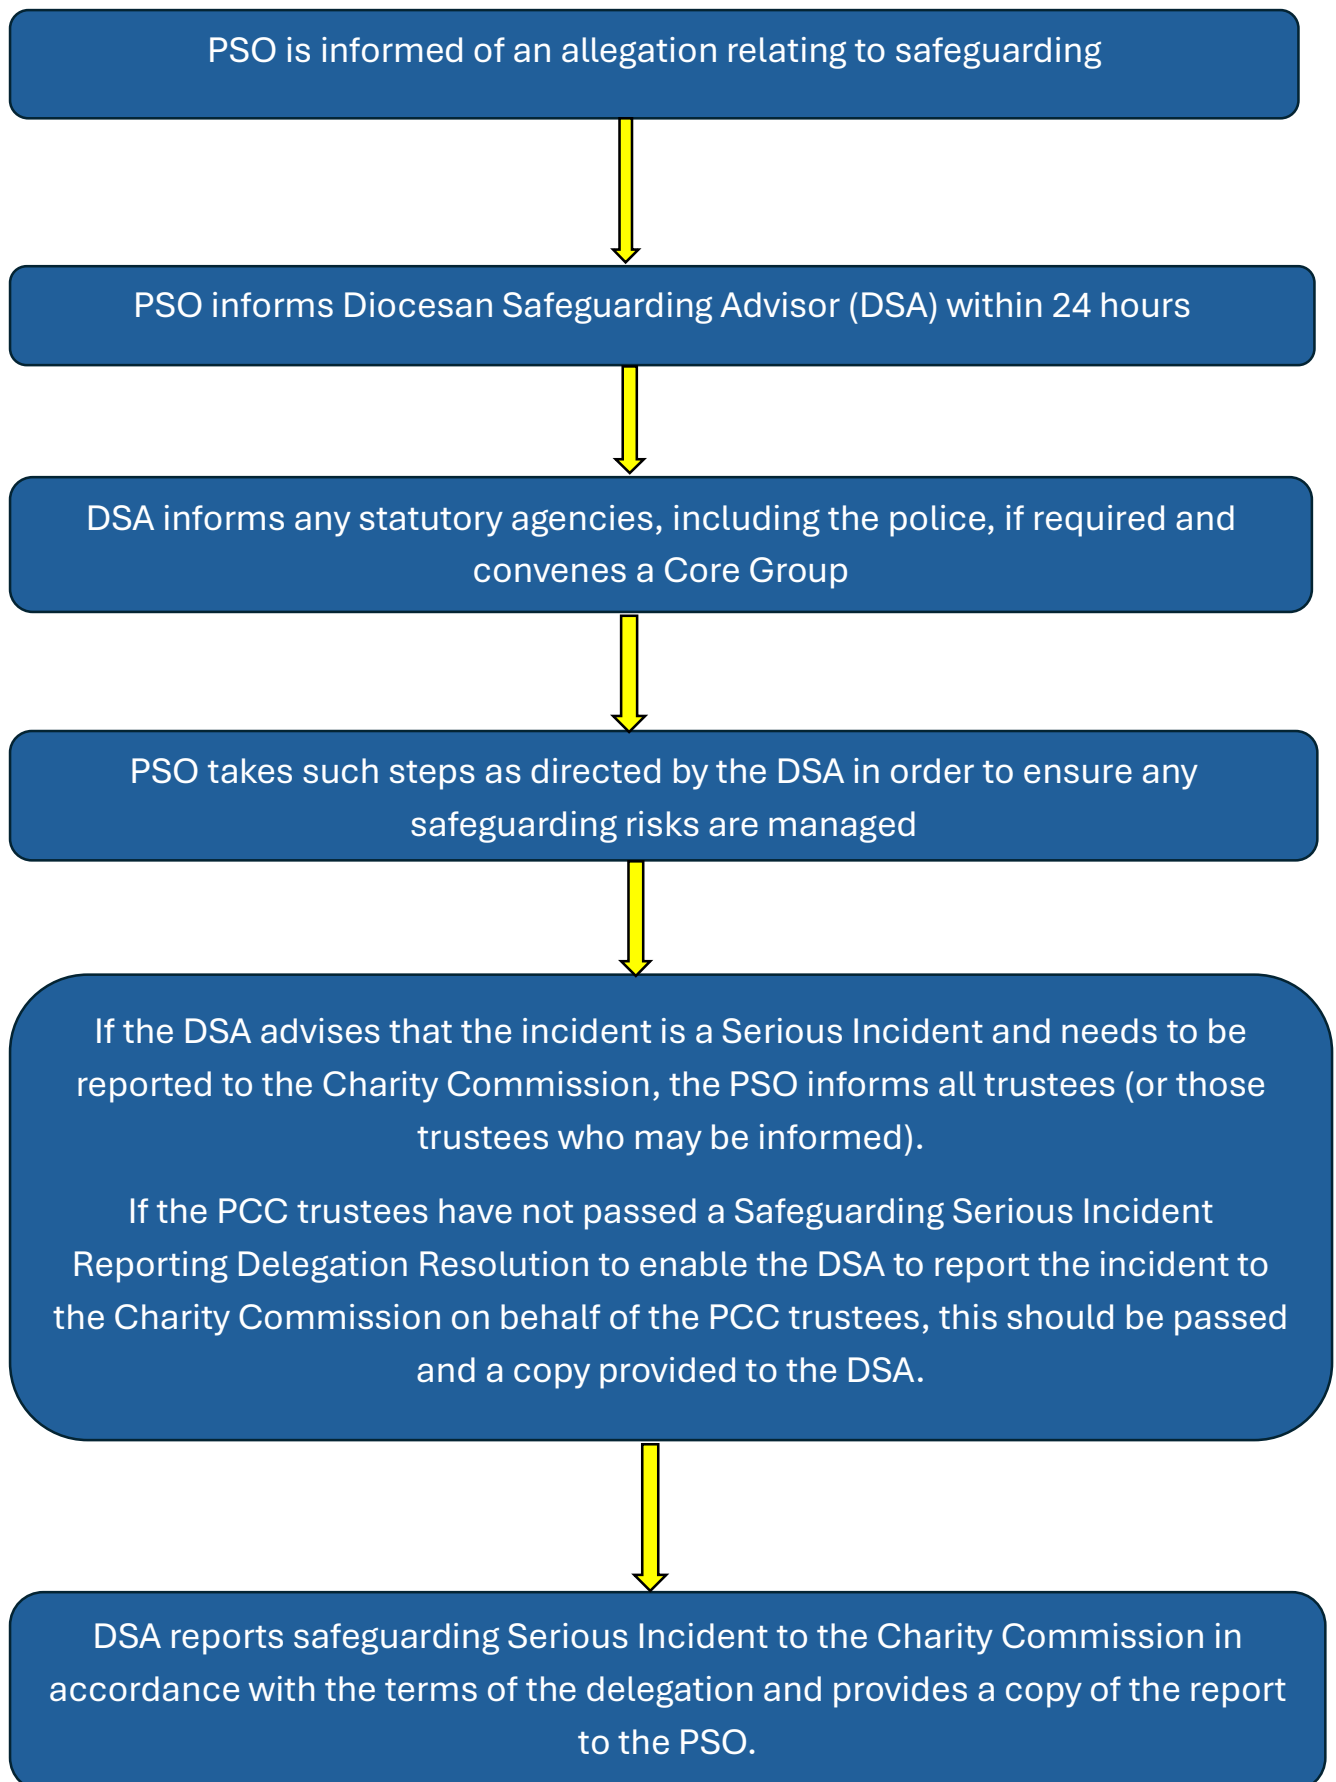 PSO is informed of an allegation relating to safeguarding
PSO informs Diocesan Safeguarding Advisor (DSA) within 24 hours
DSA informs any statutory agencies, including the police, if required and
convenes a Core Group
PSO takes such steps as directed by the DSA in order to ensure any
safeguarding risks are managed
If the DSA advises that the incident is a Serious Incident and needs to be
reported to the Charity Commission, the PSO informs all trustees (or those
trustees who may be informed).
If the PCC trustees have not passed a Safeguarding Serious Incident
Reporting Delegation Resolution to enable the DSA to report the incident to
the Charity Commission on behalf of the PCC trustees, this should be passed
and a copy provided to the DSA.
DSA reports safeguarding Serious Incident to the Charity Commission in
accordance with the terms of the delegation and provides a copy of the report
to the PSO.